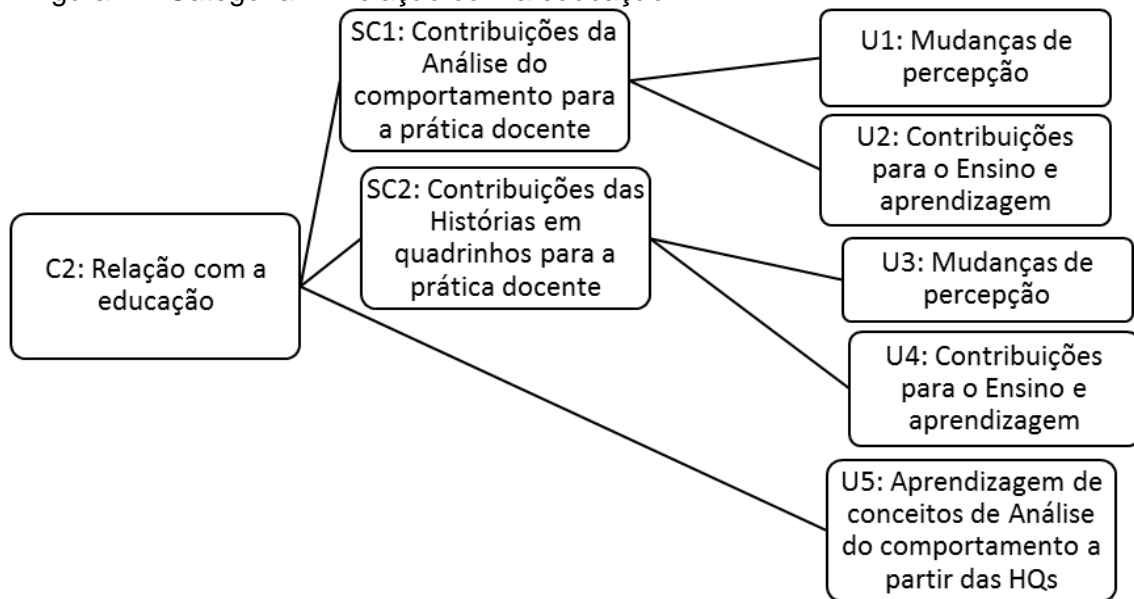 SC1: Contribuições da
Análise do
comportamento para
a prática docente
U1: Mudanças de
percepção
U2: Contribuições
para o Ensino e
aprendizagem
SC2: Contribuições das
Histórias em
quadrinhos para a
prática docente
C2: Relação com a
educação
U3: Mudanças de
percepção
U4: Contribuições
para o Ensino e
aprendizagem
U5: Aprendizagem de
conceitos de Análise
do comportamento a
partir das HQs